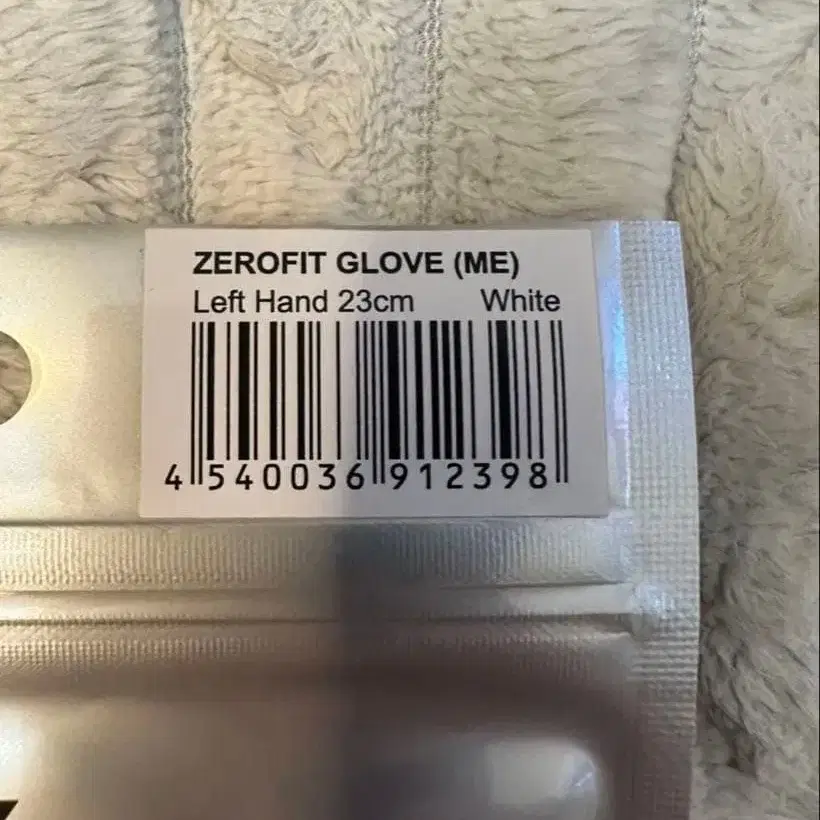 ZEROFIT GLOVE (ME)
Left Hand 23cm White
4 540036 912398